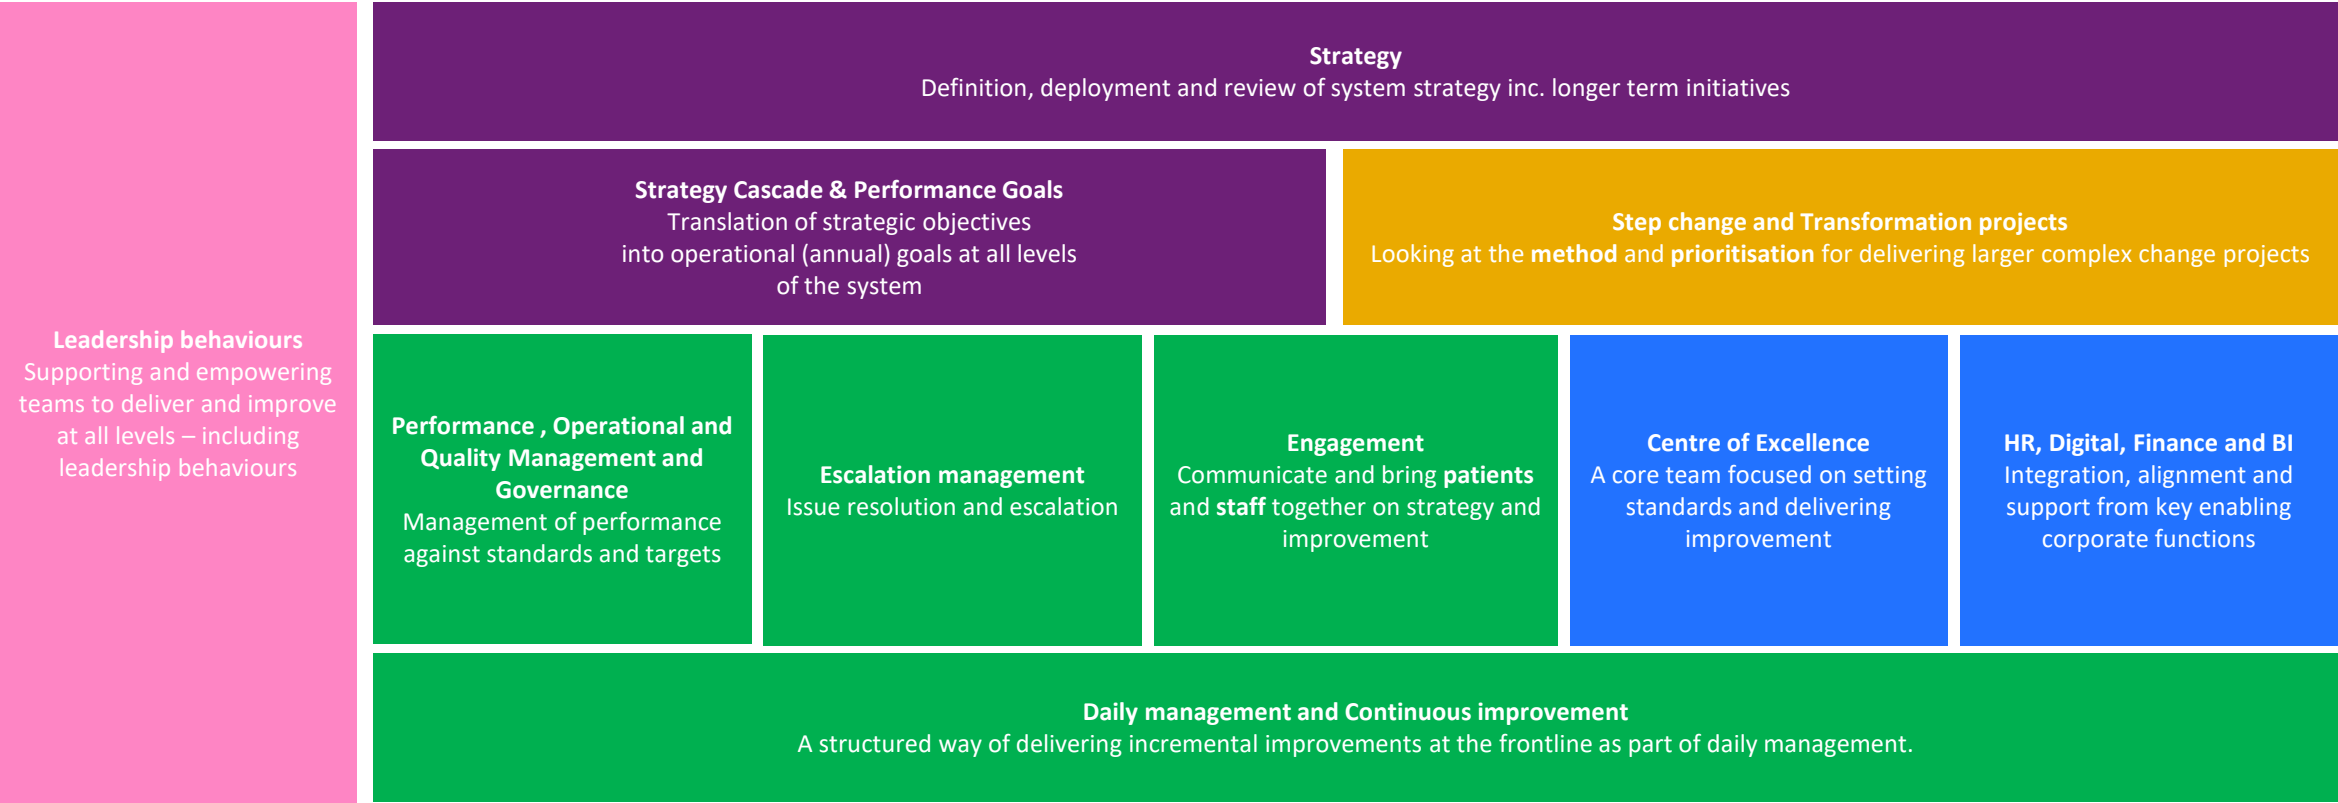 Strategy
Definition, deployment and review of system strategy inc. longer term initiatives
Strategy Cascade & Performance Goals
Translation of strategic objectives
into operational (annual) goals at all levels
of the system
Step change and Transformation projects
Looking at the method and prioritisation for delivering larger complex change projects
Leadership behaviours
Supporting and empowering
teams to deliver and improve
at all levels – including
leadership behaviours
Performance , Operational and
Quality Management and
Governance
Management of performance
against standards and targets
Escalation management
Issue resolution and escalation
Engagement
Communicate and bring patients
and staff together on strategy and
improvement
Centre of Excellence
A core team focused on setting
standards and delivering
improvement
HR, Digital, Finance and BI
Integration, alignment and
support from key enabling
corporate functions
Daily management and Continuous improvement
A structured way of delivering incremental improvements at the frontline as part of daily management.